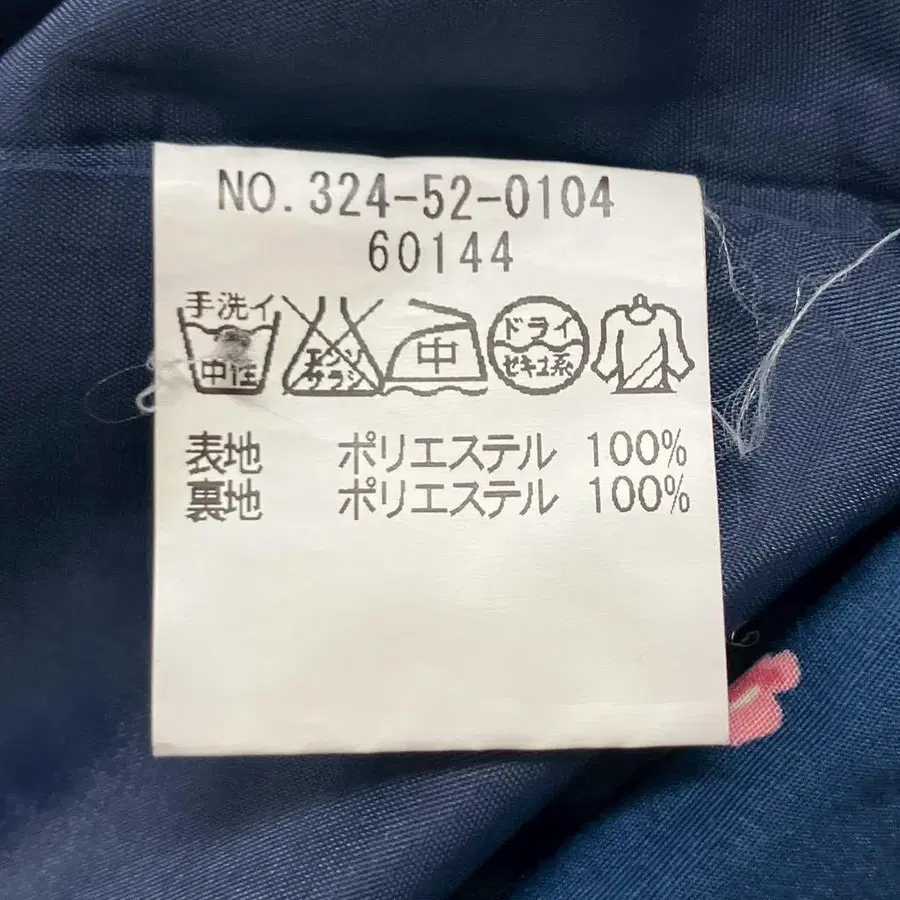 NO. 324-52-0104
60144
手洗イ
中性
エンソ
サラシ
中
ドライ
セキユ系
表地 ポリエステル 100%
裏地 ポリエステル 100%